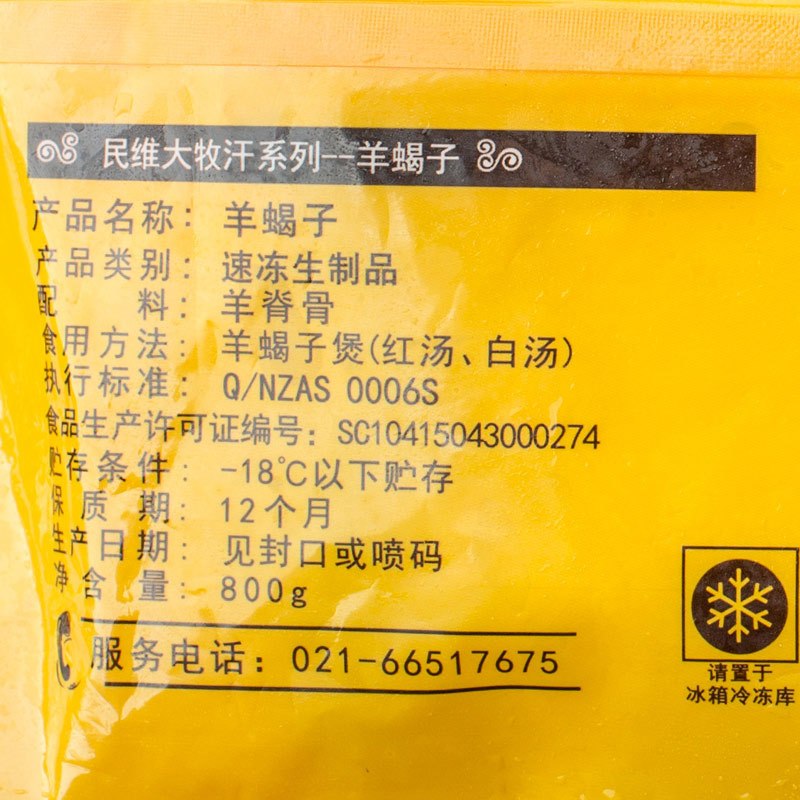 民维大牧汗系列--羊蝎子
产品名称：羊蝎子
产品类别：速冻生制品
配料：羊脊骨
食用方法：羊蝎子煲(红汤、白汤)
执行标准：Q/NZAS 0006S
食品生产许可证编号：SC10415043000274
贮存条件：-18℃以下贮存
保质期：12个月
生产日期：见封口或喷码
净含量：800g
服务电话：021-66517675
请置于
冰箱冷冻库